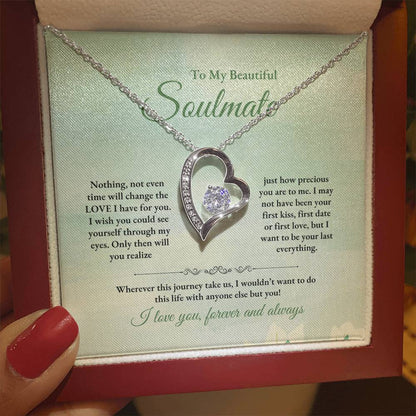 To My Beautiful
Soulmate
Nothing, not even
time will change the
LOVE I have for you.
I wish you could see
yourself through my
eyes. Only then will
you realize
just how precious
you are to me. I may
not have been your
first kiss, first date
or first love, but I
want to be your last
everything.
Wherever this journey take us, I wouldn't want to do
this life with anyone else but you!
I love you, forever and always